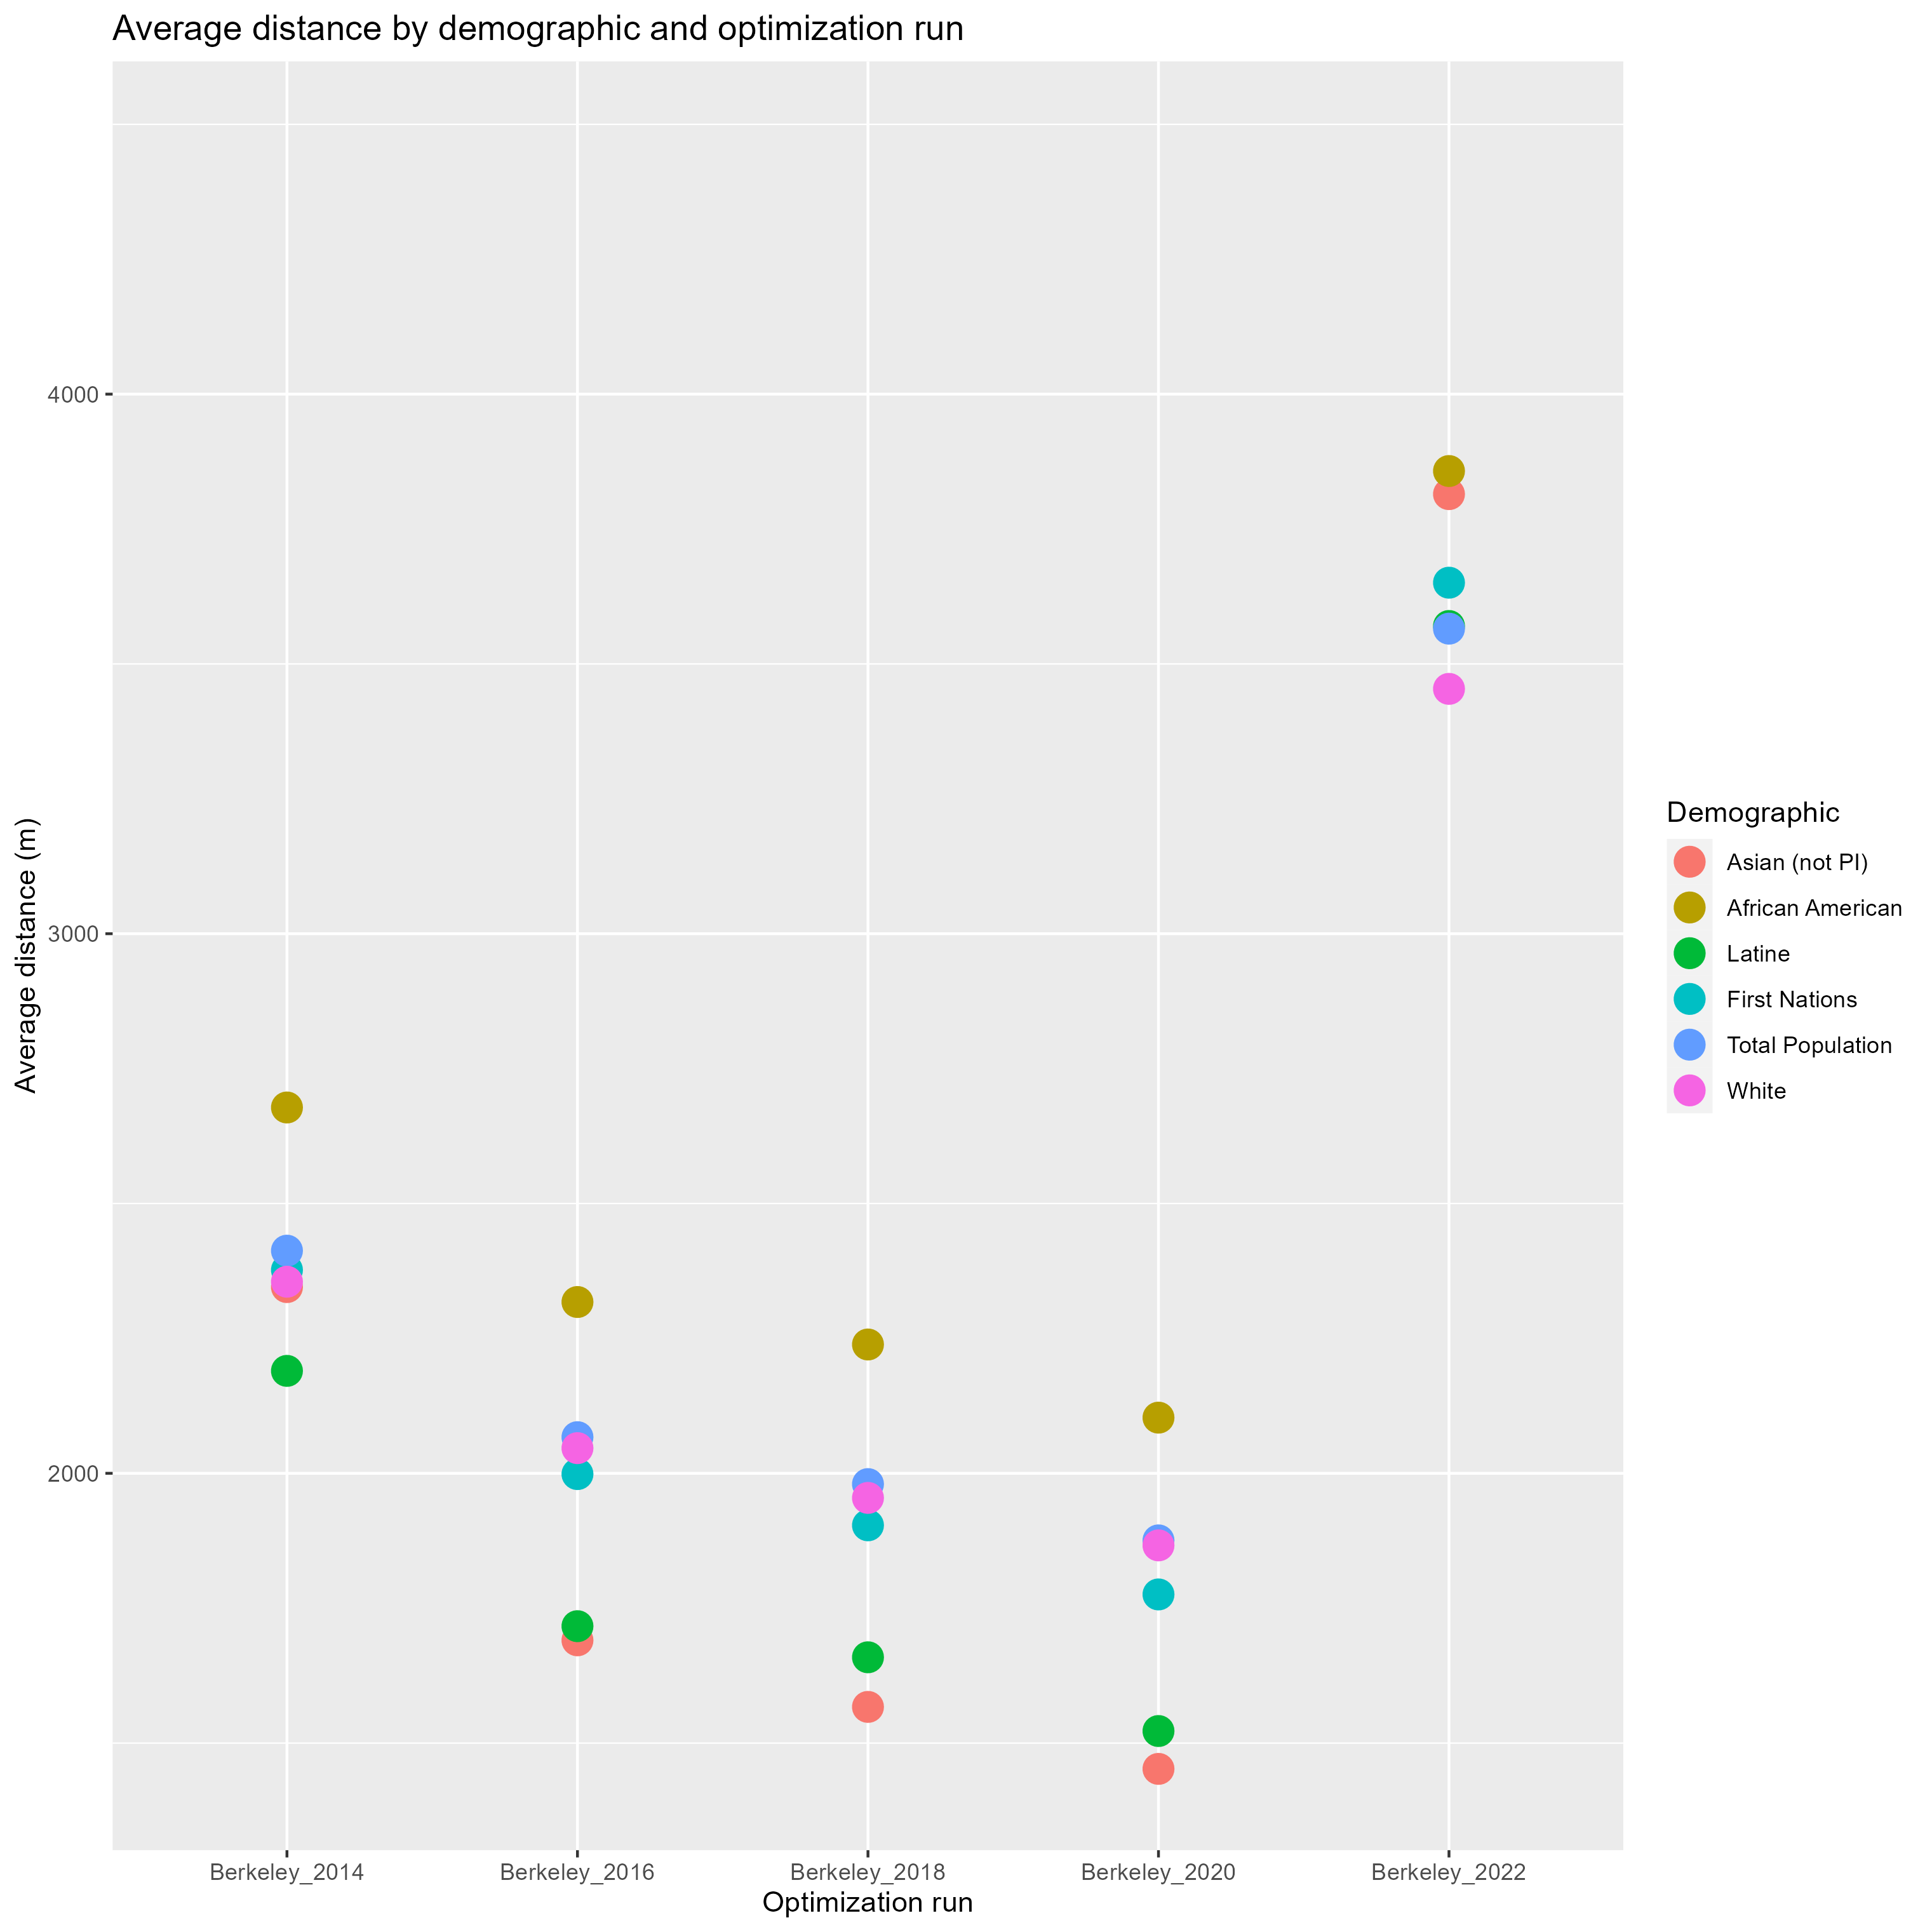 Average distance by demographic and optimization run
Average distance (m)
4000
3000
2000
Berkeley_2014
Berkeley_2016
Berkeley_2018
Berkeley_2020
Berkeley_2022
Optimization run
Demographic
Asian (not PI)
African American
Latine
First Nations
Total Population
White